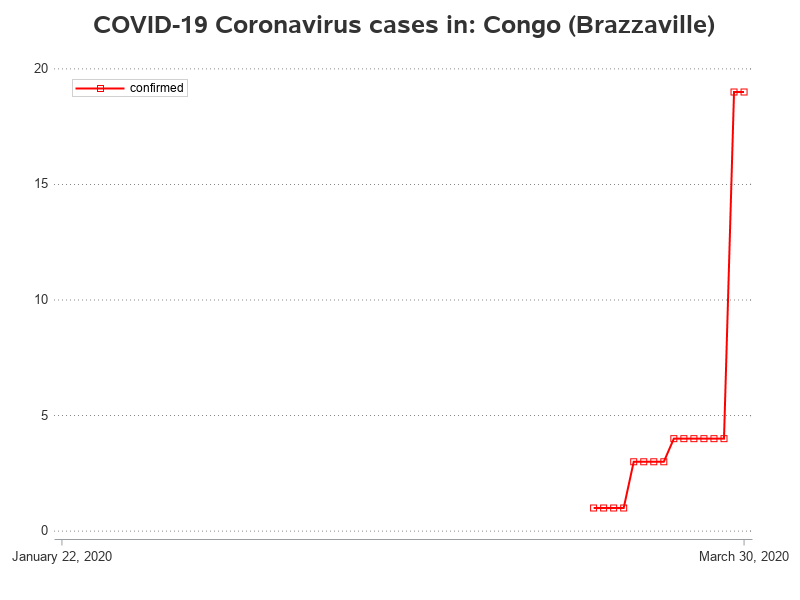 COVID-19 Coronavirus cases in: Congo (Brazzaville)
20
confirmed
15
10
5
0
January 22, 2020
March 30, 2020